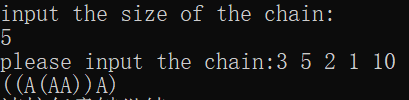 input the size of the chain:
5
please input the chain:3 5 2 1 10
((A(AA))A)